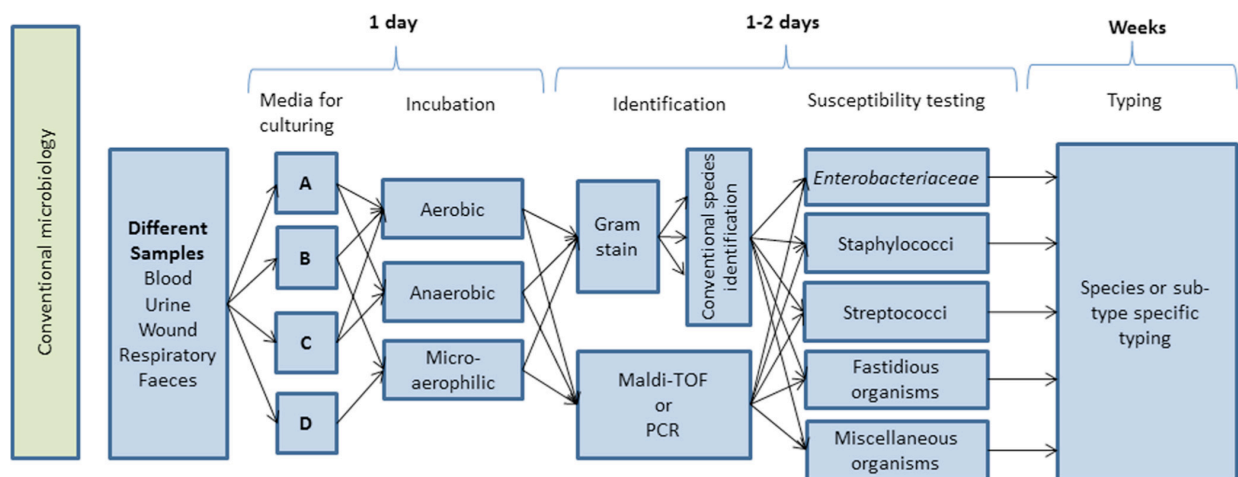 Conventional microbiology
1 day
1-2 days
Weeks
Media for
culturing
Incubation
Identification
Susceptibility testing
Typing
Different
Samples
Blood
Urine
Wound
Respiratory
Faeces
A
B
C
D
Aerobic
Anaerobic
Micro-
aerophilic
Gram
stain
Conventional spedes
identification
Maldi-TOF
or
PCR
Enterobacteriaceae
Staphylococci
Streptococci
Fastidious
organisms
Miscellaneous
organisms
Species or sub-
type specific
typing